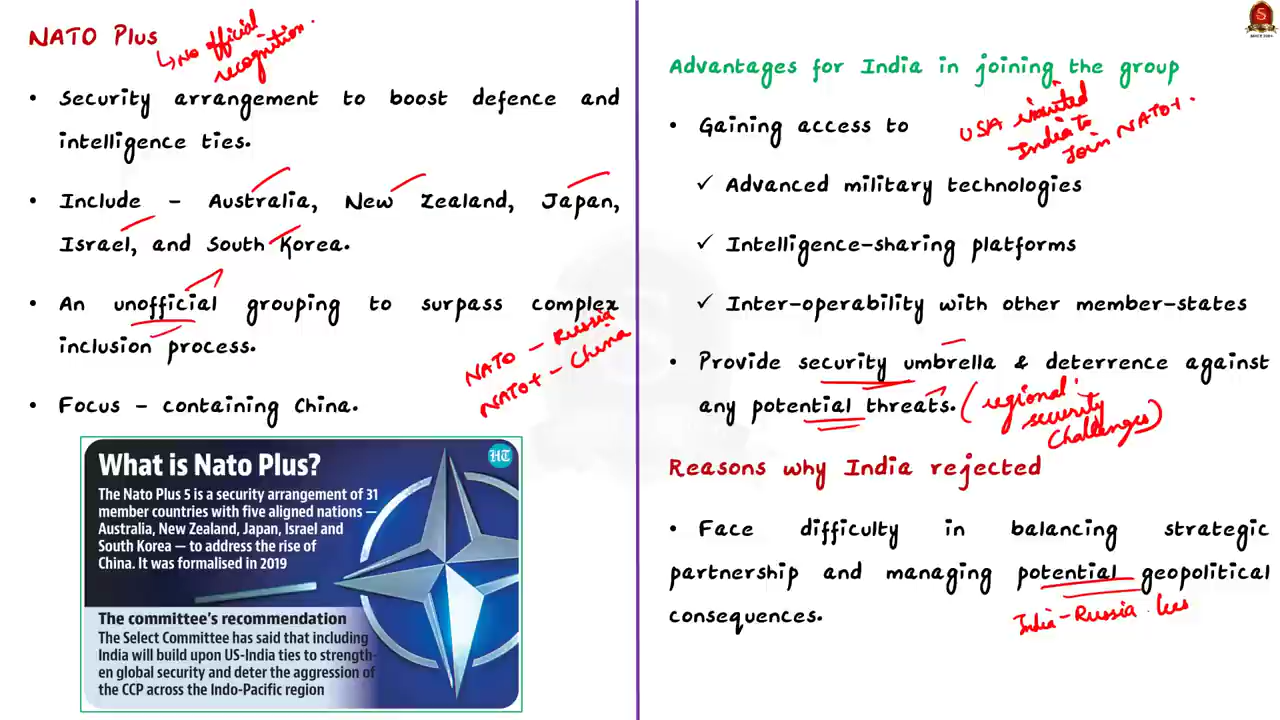 NATO Plus
↳ No official
recognition.
• Security arrangement to boost defence and
intelligence ties.
• Include - Australia, New Zealand, Japan,
Israel, and South Korea.
• An unofficial grouping to surpass complex
inclusion process.
NATO - Russia
NATO+ - China
• Focus - containing China.
HT
What is Nato Plus?
The Nato Plus 5 is a security arrangement of 31
member countries with five aligned nations —
Australia, New Zealand, Japan, Israel and
South Korea — to address the rise of
China. It was formalised in 2019
The committee's recommendation
The Select Committee has said that including
India will build upon US-India ties to strength-
en global security and deter the aggression of
the CCP across the Indo-Pacific region
S
Advantages for India in joining the group
• Gaining access to
USA invited
India to
Join NATO+.
✓ Advanced military technologies
✓ Intelligence-sharing platforms
✓ Inter-operability with other member-states
• Provide security umbrella & deterrence against
any potential threats.
(regional
security
challenges)
Reasons why India rejected
• Face difficulty in balancing strategic
partnership and managing potential geopolitical
consequences.
India-Russia